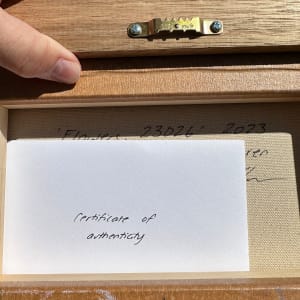 'Flowers. 23026' 2023
Certificate of
authenticity